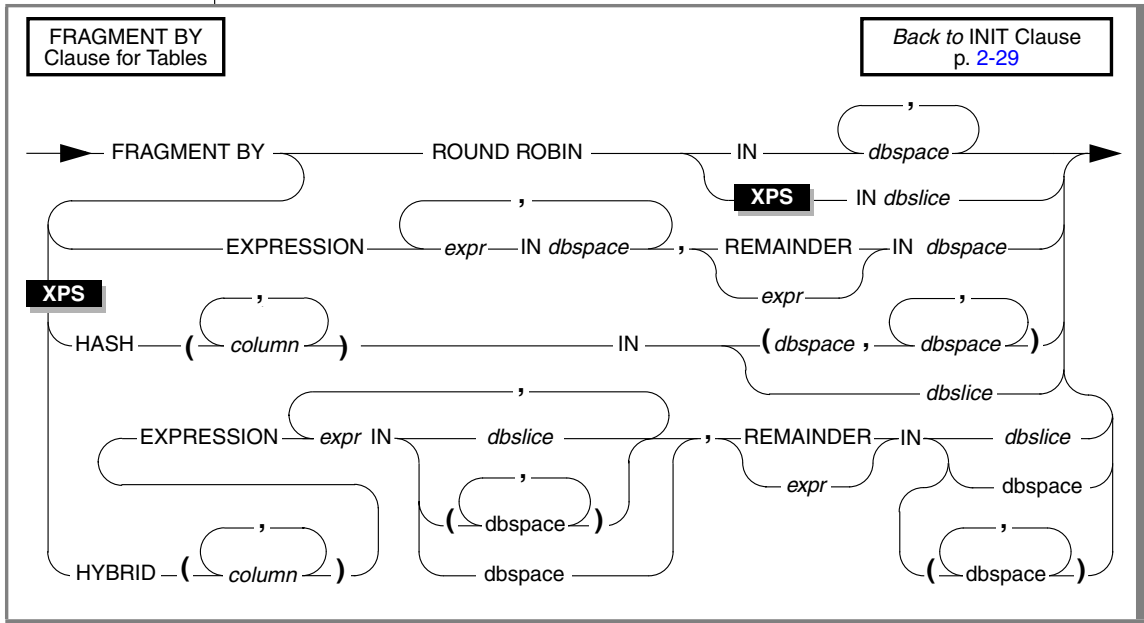 FRAGMENT BY
Clause for Tables
Back to INIT Clause
p. 2-29
,
FRAGMENT BY ROUND ROBIN IN dbspace
XPS IN dbslice
,
EXPRESSION expr IN dbspace , REMAINDER IN dbspace
expr
XPS
, ,
HASH ( column ) IN ( dbspace , dbspace )
dbslice
,
EXPRESSION expr IN dbslice , REMAINDER IN dbslice
expr dbspace
, ,
( dbspace )
, 
HYBRID ( column ) dbspace ( dbspace )